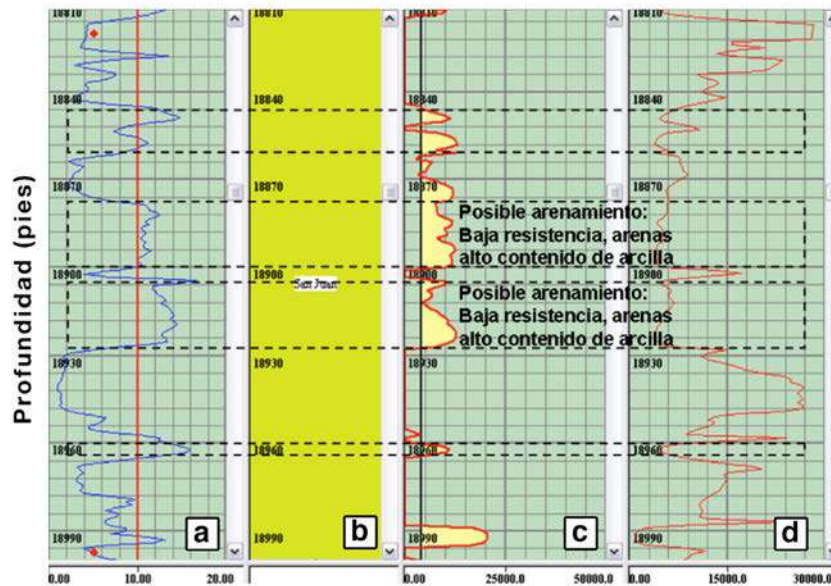 18810 18810 18810 18810
18840 18840 18840 18840
18870 18870 18870 18870
Posible arenamiento:
Baja resistencia, arenas
alto contenido de arcilla
18900 18900 18900 18900
San Juan
Posible arenamiento:
Baja resistencia, arenas
alto contenido de arcilla
18930 18930 18930 18930
18960 18960 18960 18960
18990 18990 18990 18990
a b c d
0.00 10.00 20.00 25000.0 50000.0 0.00 15000.0 30000.0
Profundidad (pies)